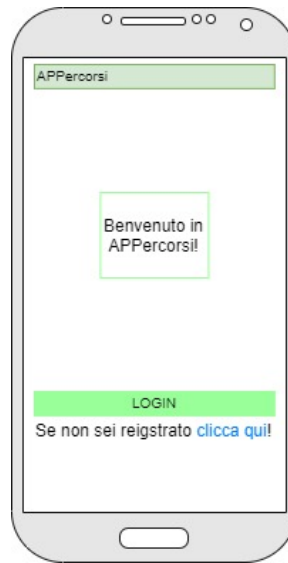 APPercorsi
Benvenuto in
APPercorsi!
LOGIN
Se non sei reigstrato clicca qui!